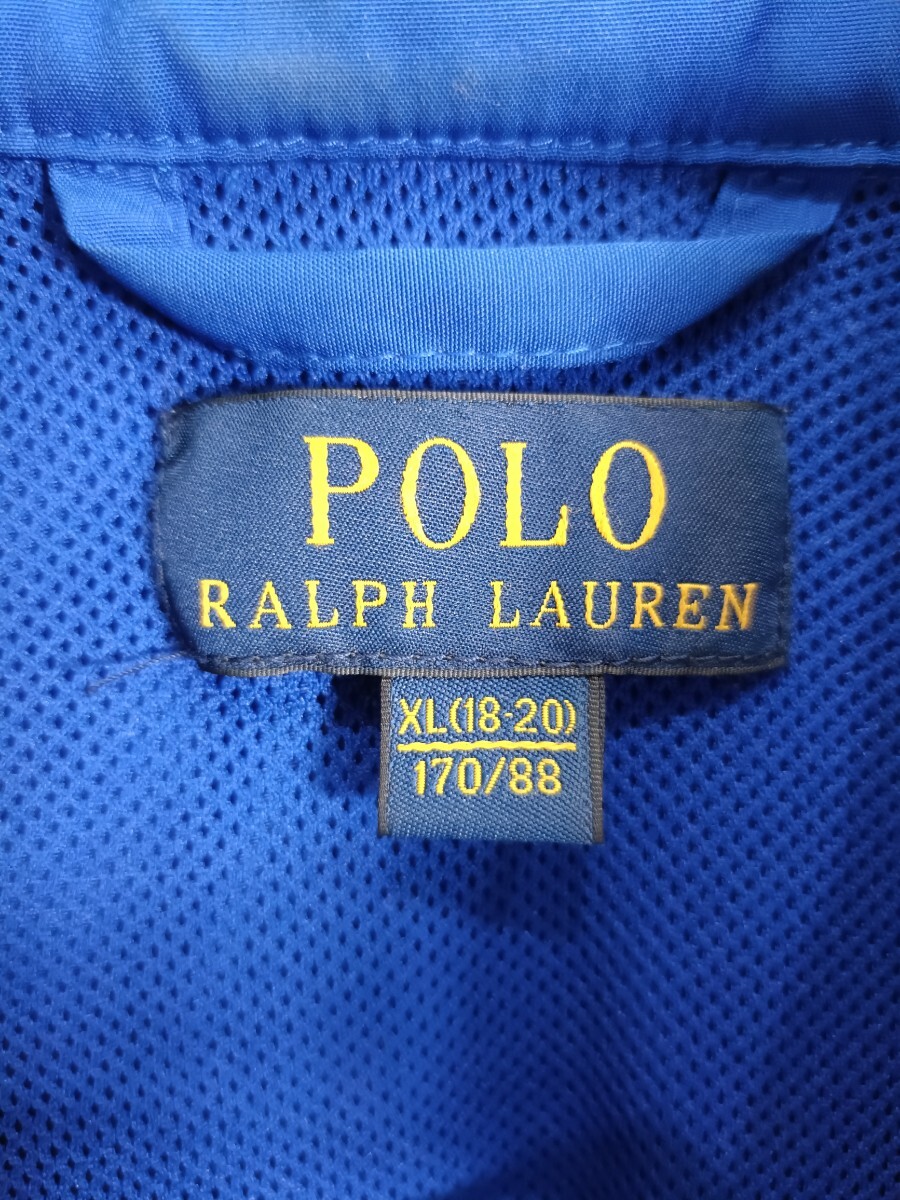 POLO
RALPH LAUREN
XL(18-20)
170/88